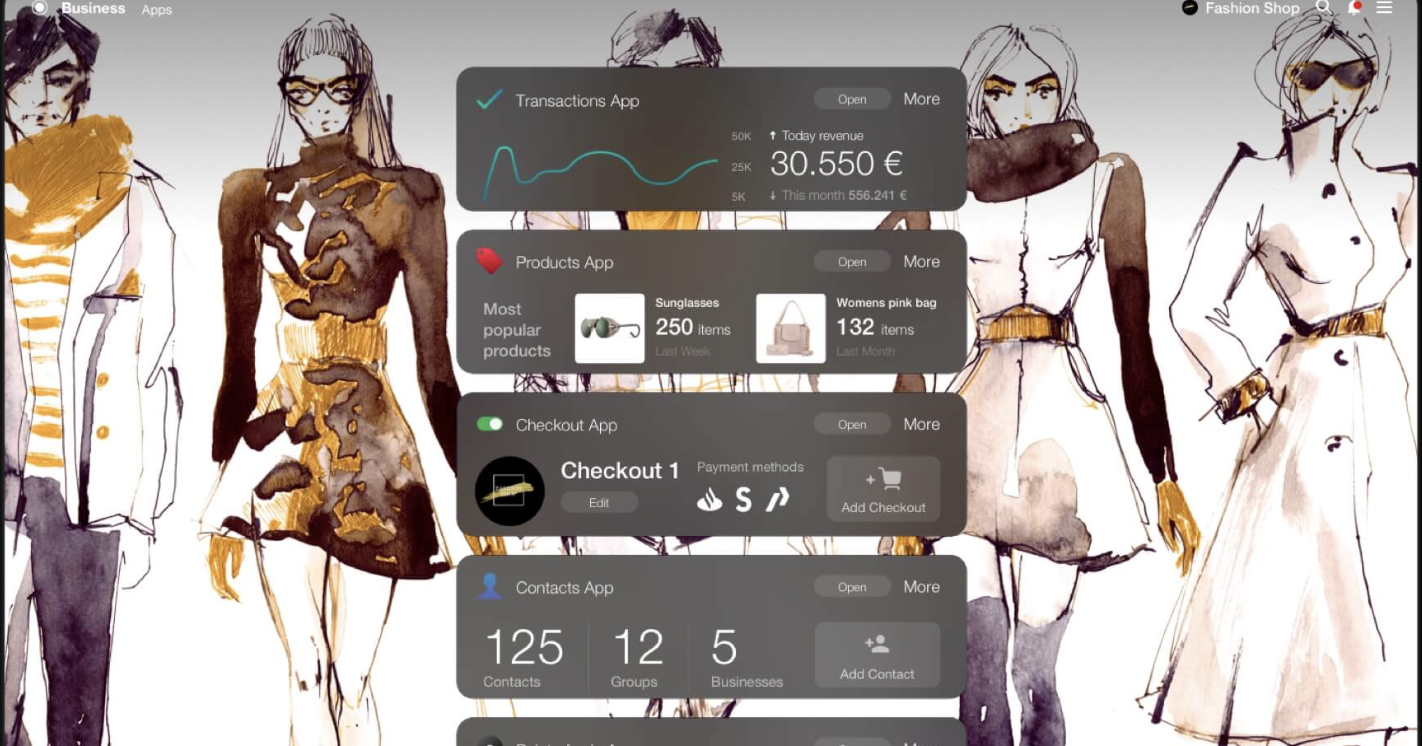 Business Apps
Fashion Shop
Transactions App
Open More
50K
25K
5K
↑ Today revenue
30.550 €
↓ This month 556.241 €
Products App
Open More
Most
popular
products
Sunglasses
250 items
Last Week
Womens pink bag
132 items
Last Month
Checkout App
Open More
Checkout 1
Edit
Payment methods
Add Checkout
Contacts App
Open More
125
Contacts
12
Groups
5
Businesses
Add Contact